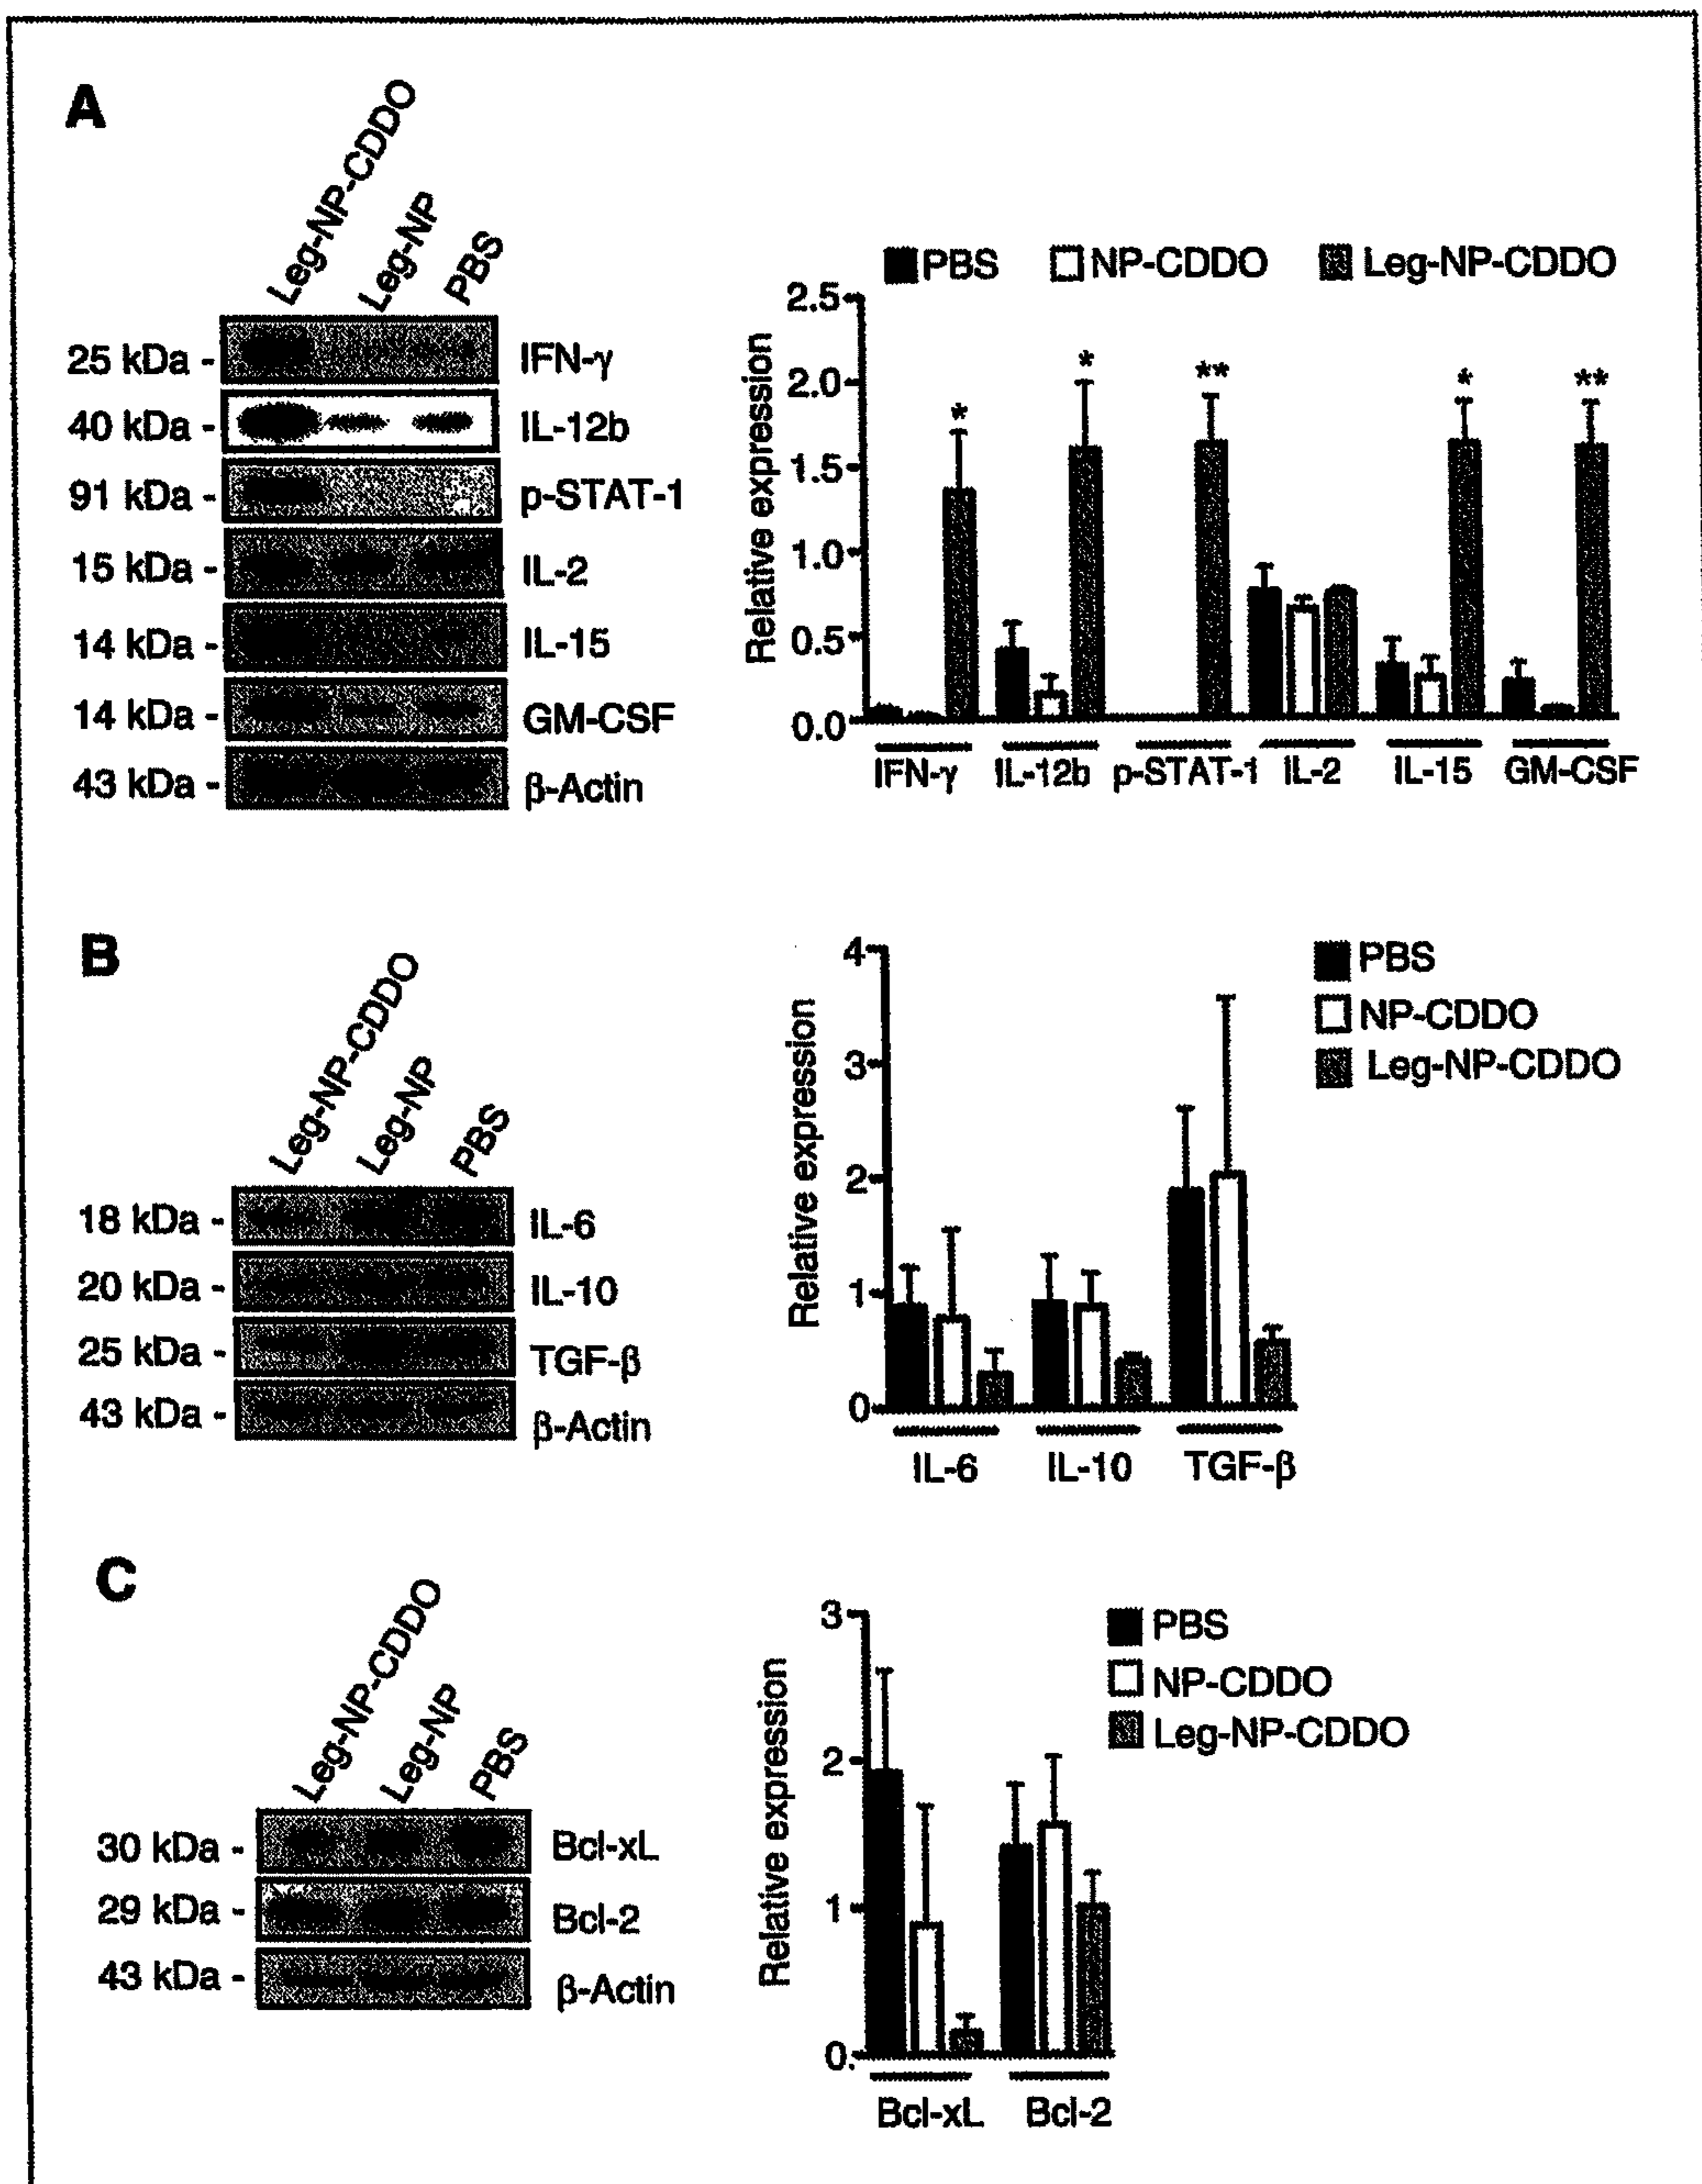 A
Leg-NP-CDDO
Leg-NP
PBS
25 kDa - IFN-γ
40 kDa - IL-12b
91 kDa - p-STAT-1
15 kDa - IL-2
14 kDa - IL-15
14 kDa - GM-CSF
43 kDa - β-Actin
PBS NP-CDDO Leg-NP-CDDO
Relative expression
2.5
2.0
1.5
1.0
0.5
0.0
* * ** * **
IFN-γ IL-12b p-STAT-1 IL-2 IL-15 GM-CSF
B
Leg-NP-CDDO
Leg-NP
PBS
18 kDa - IL-6
20 kDa - IL-10
25 kDa - TGF-β
43 kDa - β-Actin
Relative expression
4
3
2
1
0
PBS
NP-CDDO
Leg-NP-CDDO
IL-6 IL-10 TGF-β
C
Leg-NP-CDDO
Leg-NP
PBS
30 kDa - Bcl-xL
29 kDa - Bcl-2
43 kDa - β-Actin
Relative expression
3
2
1
0
PBS
NP-CDDO
Leg-NP-CDDO
Bcl-xL Bcl-2